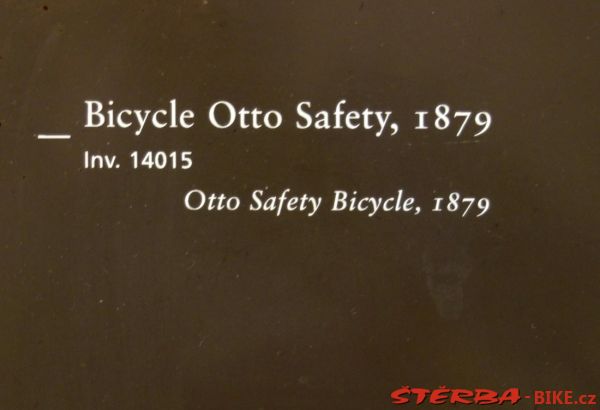 Bicycle Otto Safety, 1879
Inv. 14015
Otto Safety Bicycle, 1879
ŠTĚRBA-BIKE.cz